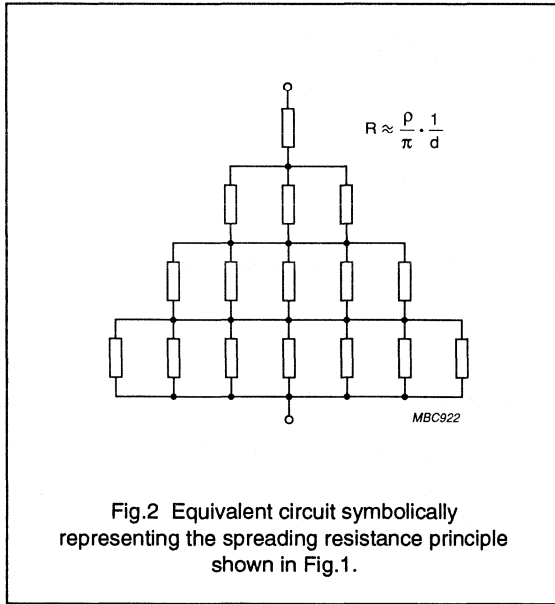 R ≈ ρ/π · 1/d
MBC922
Fig.2 Equivalent circuit symbolically
representing the spreading resistance principle
shown in Fig.1.